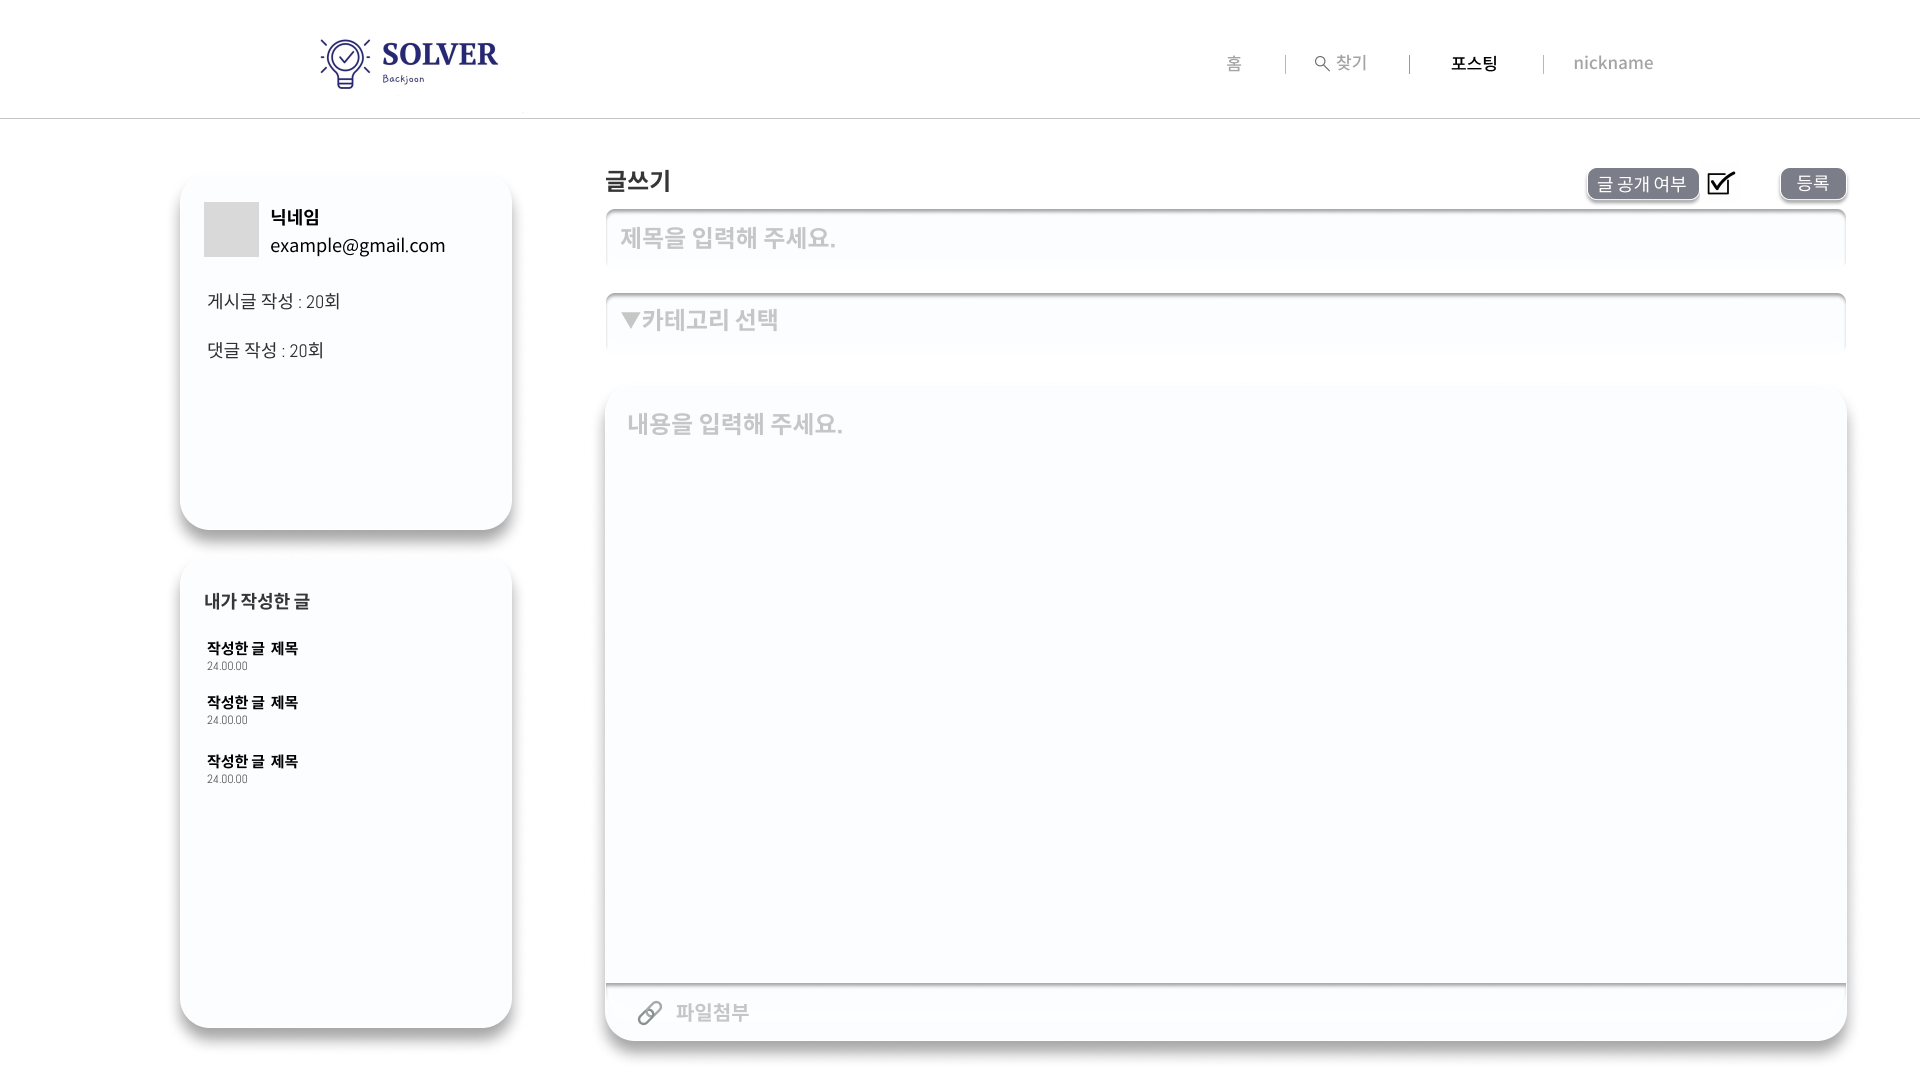 SOLVER
Backjoon
홈
찾기
포스팅
nickname
닉네임
example@gmail.com
게시글 작성 : 20회
댓글 작성 : 20회
내가 작성한 글
작성한 글 제목
24.00.00
작성한 글 제목
24.00.00
작성한 글 제목
24.00.00
글쓰기
글 공개 여부
등록
제목을 입력해 주세요.
▼카테고리 선택
내용을 입력해 주세요.
파일첨부